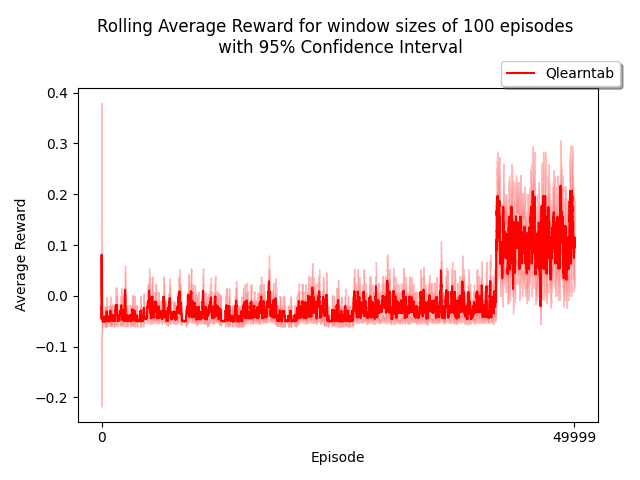 Rolling Average Reward for window sizes of 100 episodes
with 95% Confidence Interval
Qlearntab
0.4
0.3
0.2
0.1
0.0
−0.1
−0.2
Average Reward
0
49999
Episode